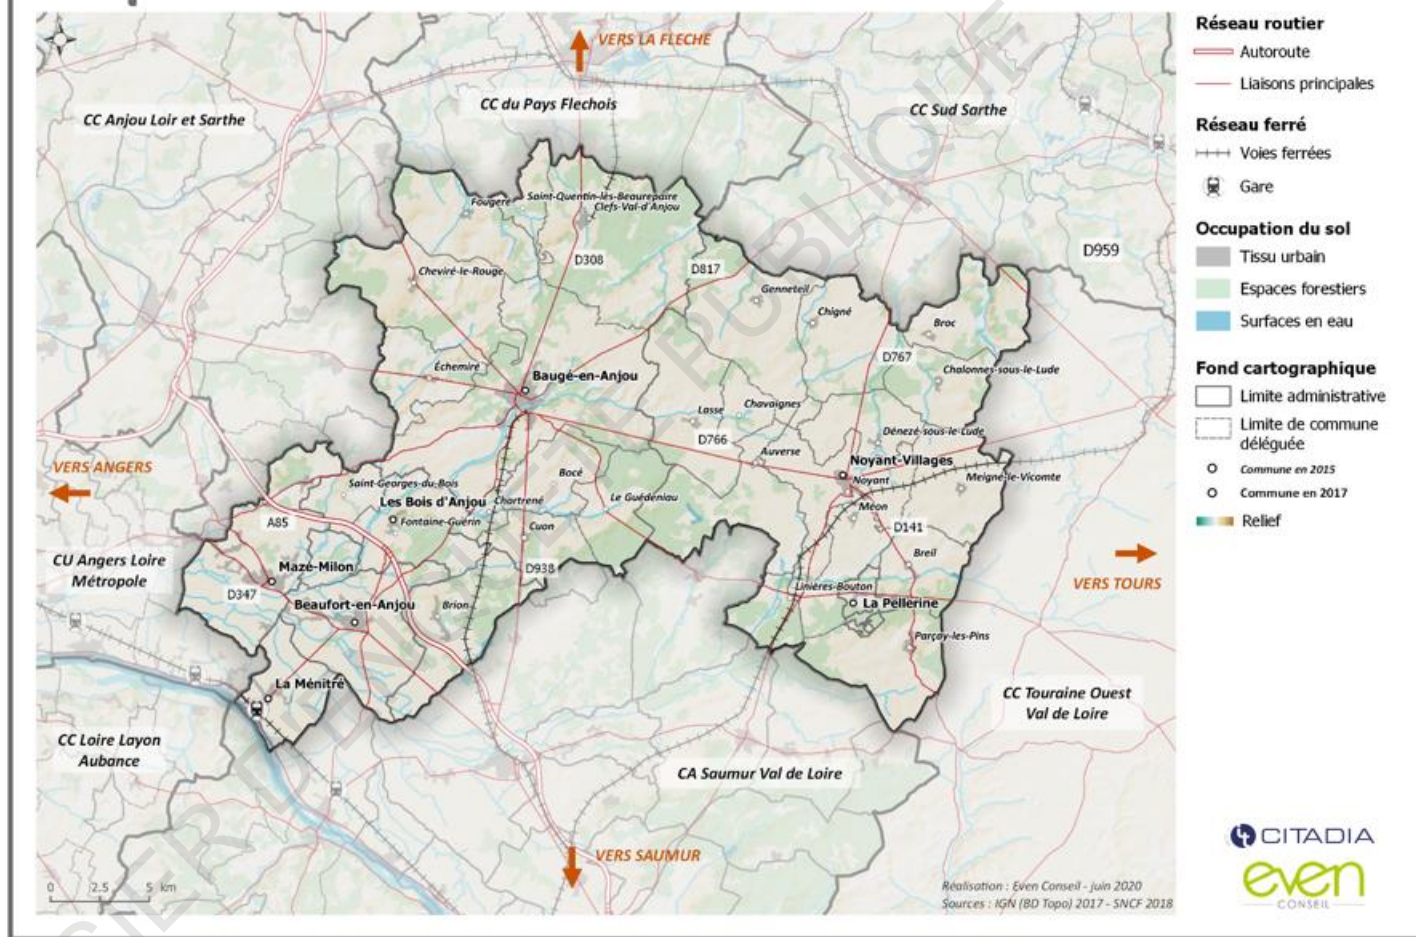 VERS LA FLECHE
CC du Pays Flechois
CC Anjou Loir et Sarthe
CC Sud Sarthe
Fougeré
Saint-Quentin-lès-Beaurepaire
Clefs-Val-d'Anjou
D959
D308
D817
Cheviré-le-Rouge
Genneteil
Chigné
Broc
D767
Échemiré
Baugé-en-Anjou
Chalonnes-sous-le-Lude
Lasse
Chavaignes
D766
Dénezé-sous-le-Lude
Auverse
VERS ANGERS
Noyant-Villages
Bocé
Saint-Georges-du-Bois
Noyant
Meigné-le-Vicomte
Les Bois d'Anjou
Chartrené
Le Guédéniau
Méon
A85
Fontaine-Guérin
Cuon
D141
CU Angers Loire
Métropole
Breil
VERS TOURS
Mazé-Milon
D938
D347
Linières-Bouton
Beaufort-en-Anjou
Brion
La Pellerine
Parçay-les-Pins
La Ménitré
CC Touraine Ouest
Val de Loire
CC Loire Layon
Aubance
CA Saumur Val de Loire
VERS SAUMUR
0 2.5 5 km
Réalisation : Even Conseil - juin 2020
Sources : IGN (BD Topo) 2017 - SNCF 2018
Réseau routier
Autoroute
Liaisons principales
Réseau ferré
Voies ferrées
Gare
Occupation du sol
Tissu urbain
Espaces forestiers
Surfaces en eau
Fond cartographique
Limite administrative
Limite de commune
déléguée
Commune en 2015
Commune en 2017
Relief
CITADIA
even
CONSEIL